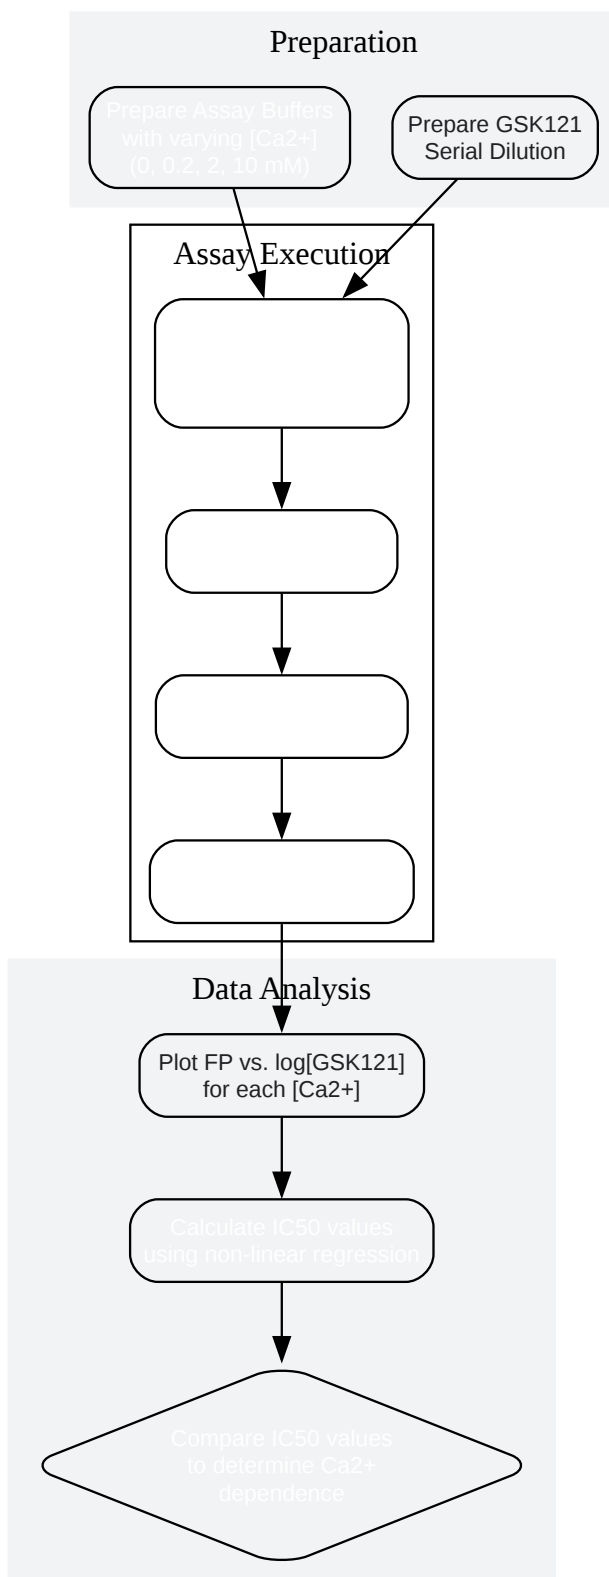 Preparation
Prepare Assay Buffers
with varying [Ca2+]
(0, 0.2, 2, 10 mM)
Prepare GSK121
Serial Dilution
Assay Execution
Data Analysis
Plot FP vs. log[GSK121]
for each [Ca2+]
Calculate IC50 values
using non-linear regression
Compare IC50 values
to determine Ca2+
dependence